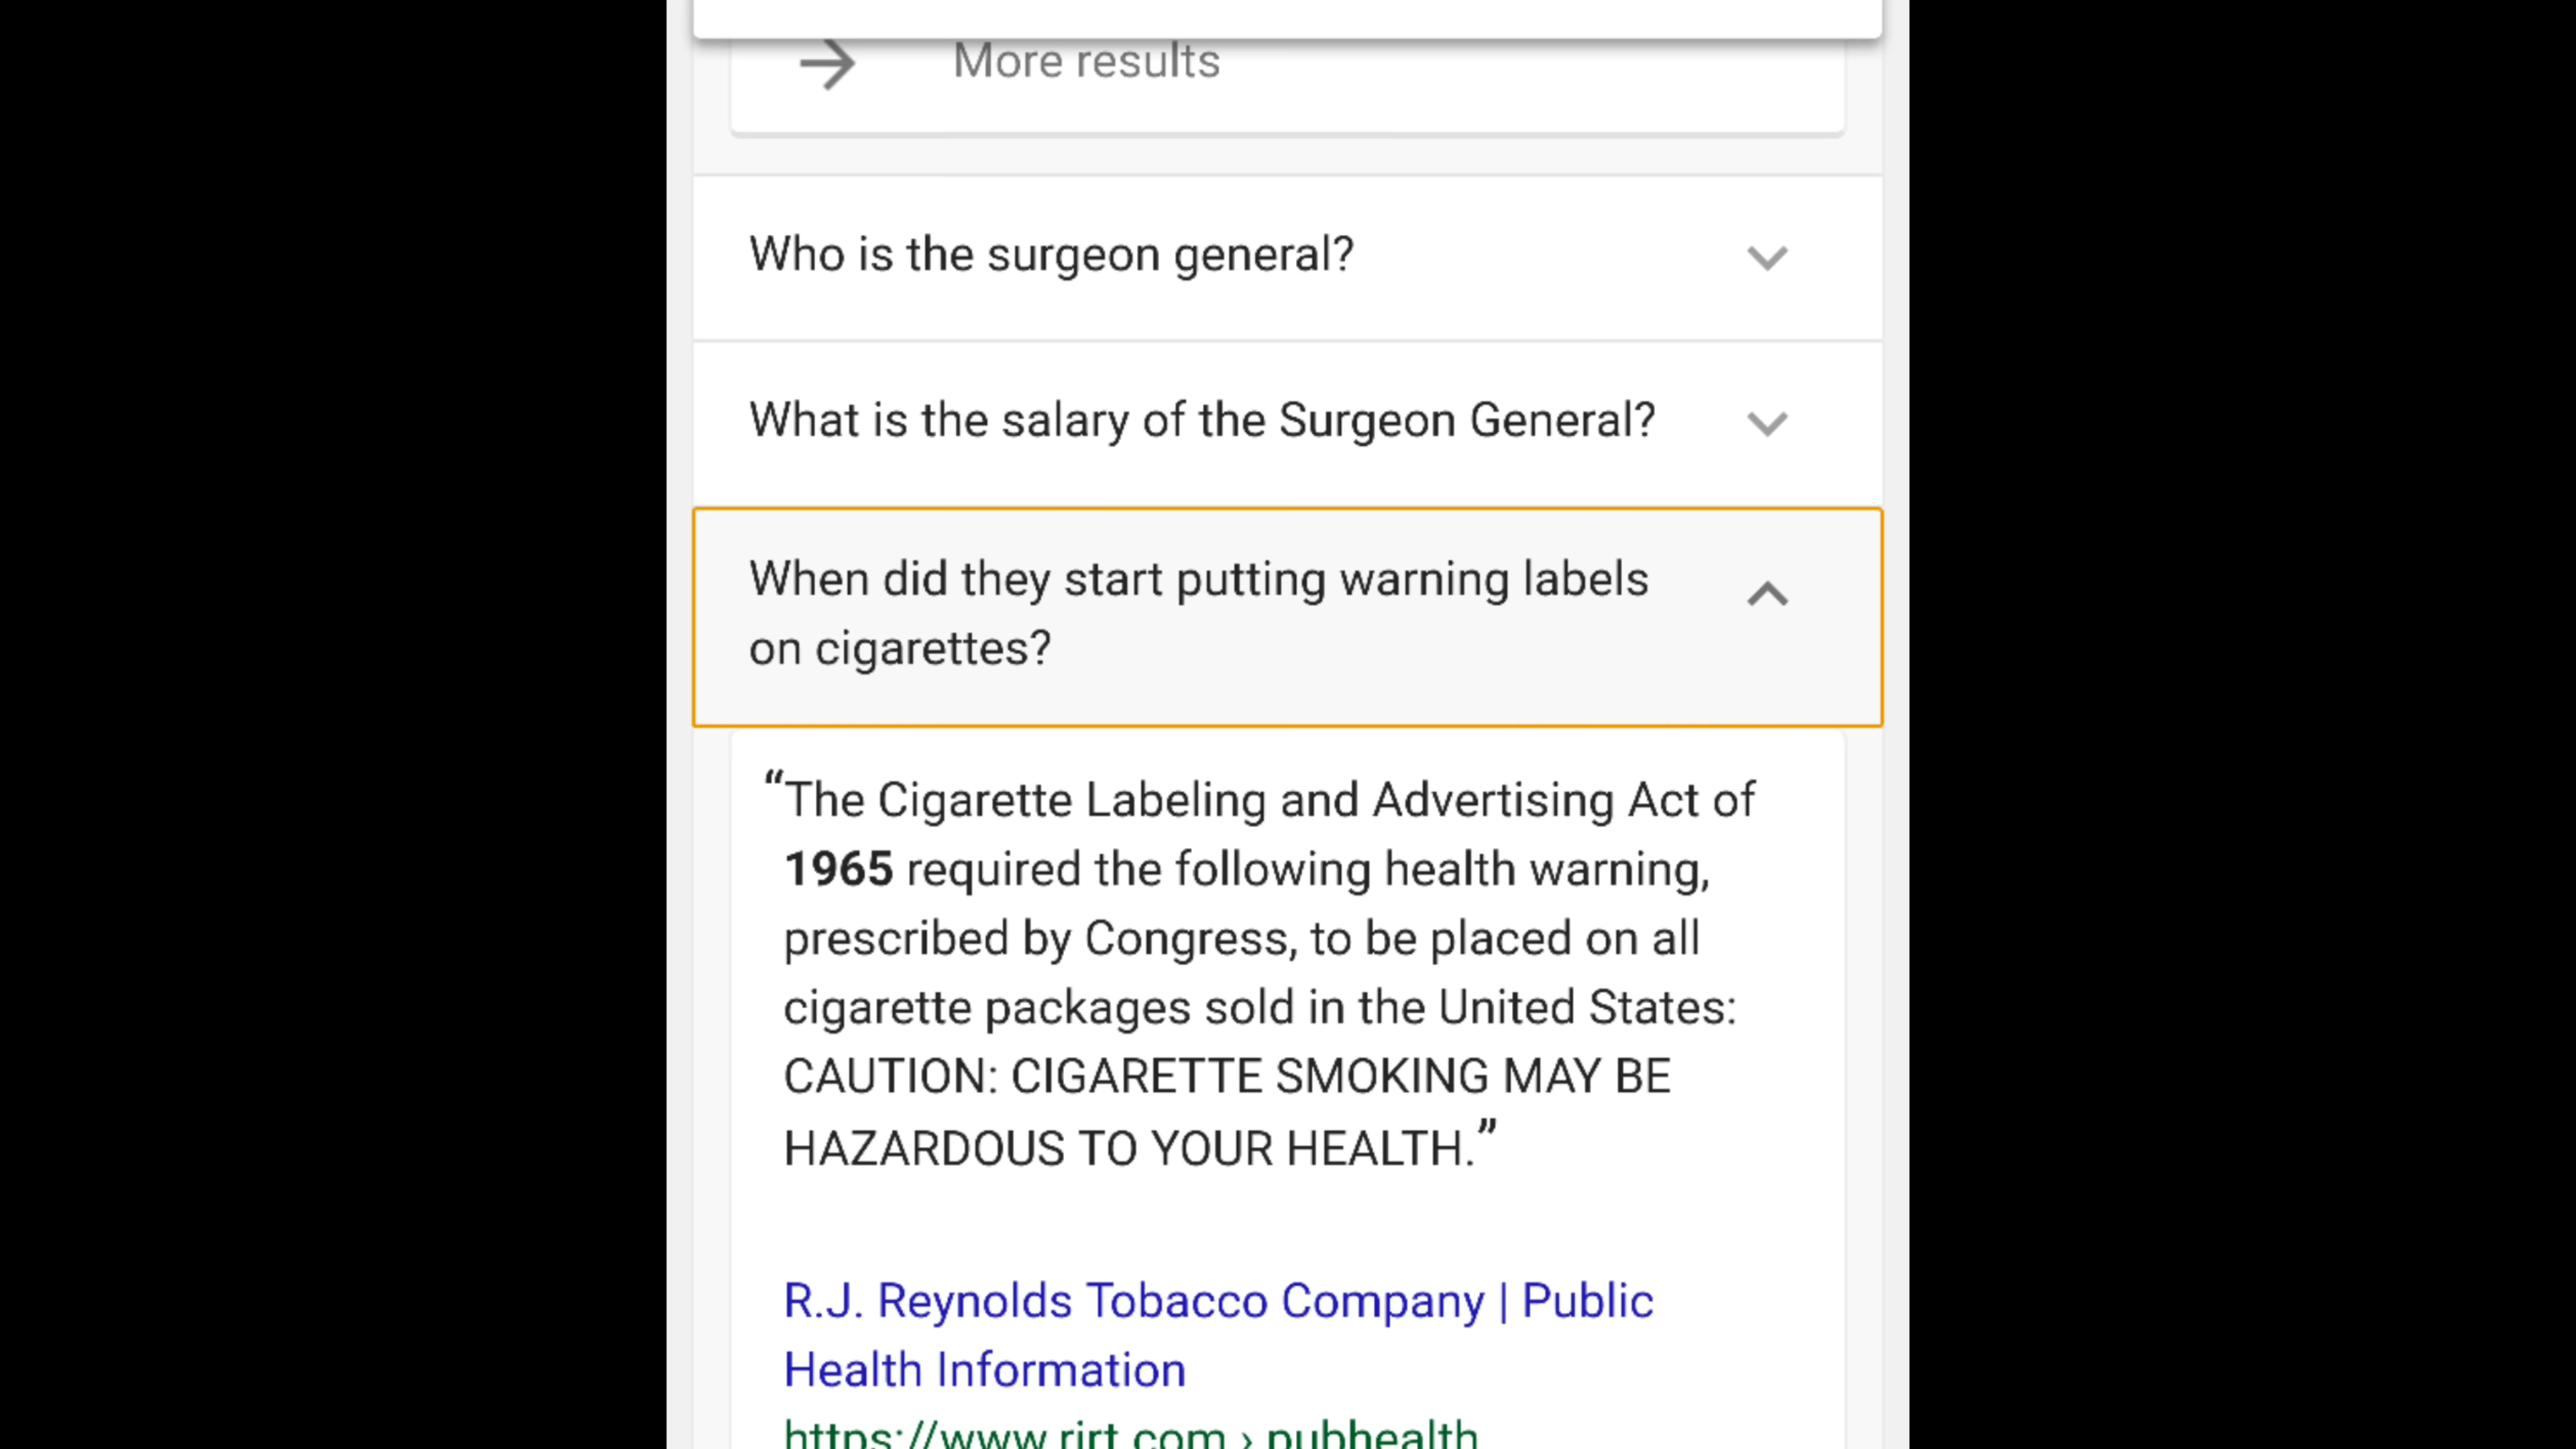 More results
Who is the surgeon general?
What is the salary of the Surgeon General?
When did they start putting warning labels
on cigarettes?
“The Cigarette Labeling and Advertising Act of
1965 required the following health warning,
prescribed by Congress, to be placed on all
cigarette packages sold in the United States:
CAUTION: CIGARETTE SMOKING MAY BE
HAZARDOUS TO YOUR HEALTH.”
R.J. Reynolds Tobacco Company | Public
Health Information
https://www.rjrt.com › pubhealth